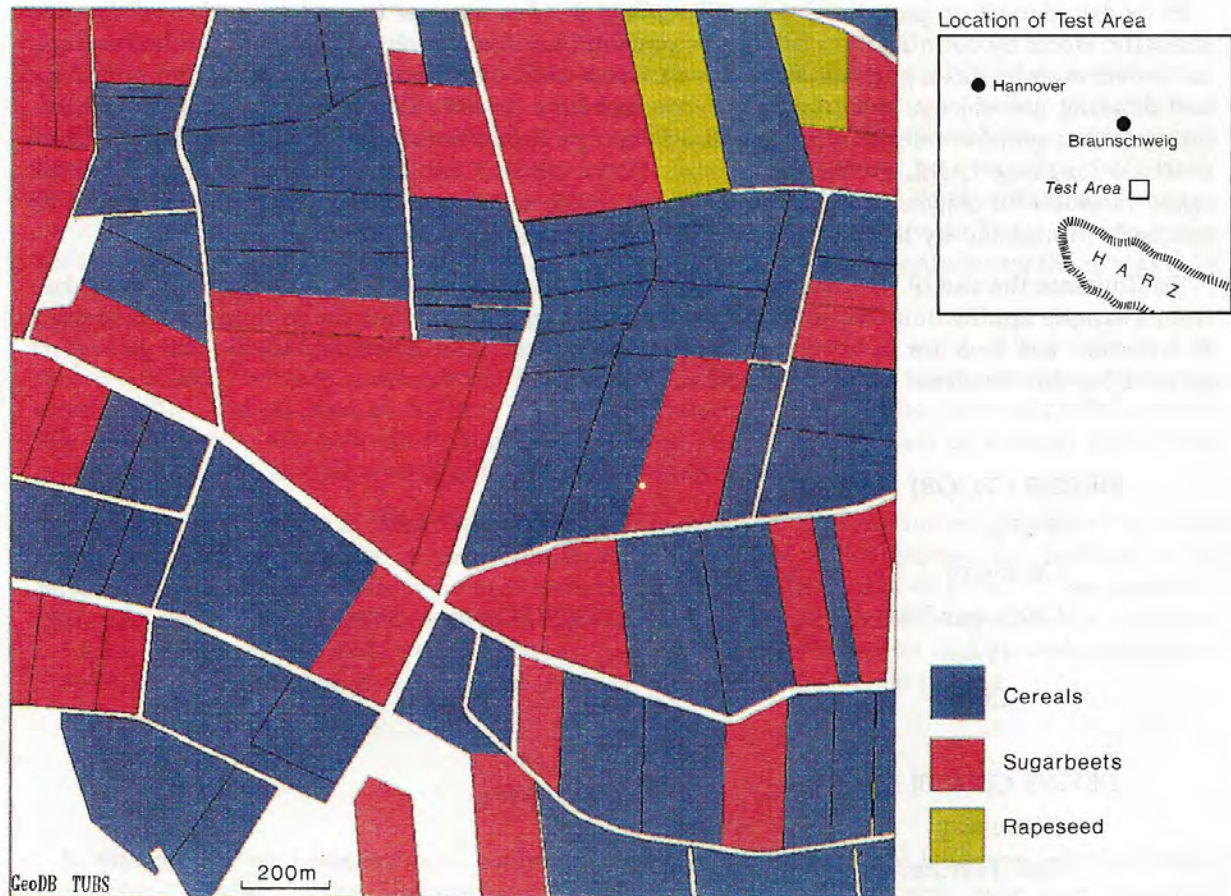 Location of Test Area
Hannover
Braunschweig
Test Area
HARZ
Cereals
Sugarbeets
Rapeseed
GeoDB TUBS
200m